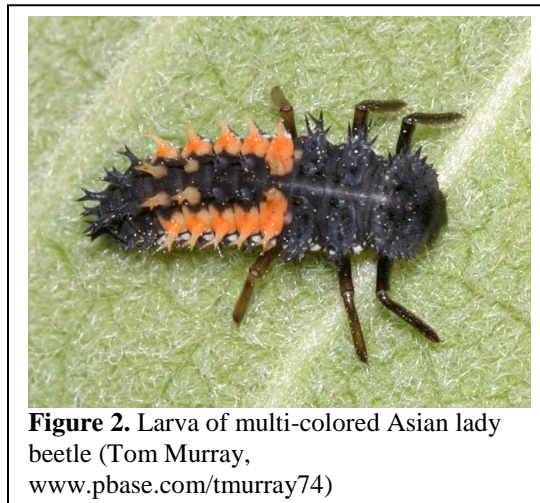 Figure 2. Larva of multi-colored Asian lady
beetle (Tom Murray,
www.pbase.com/tmurray74)